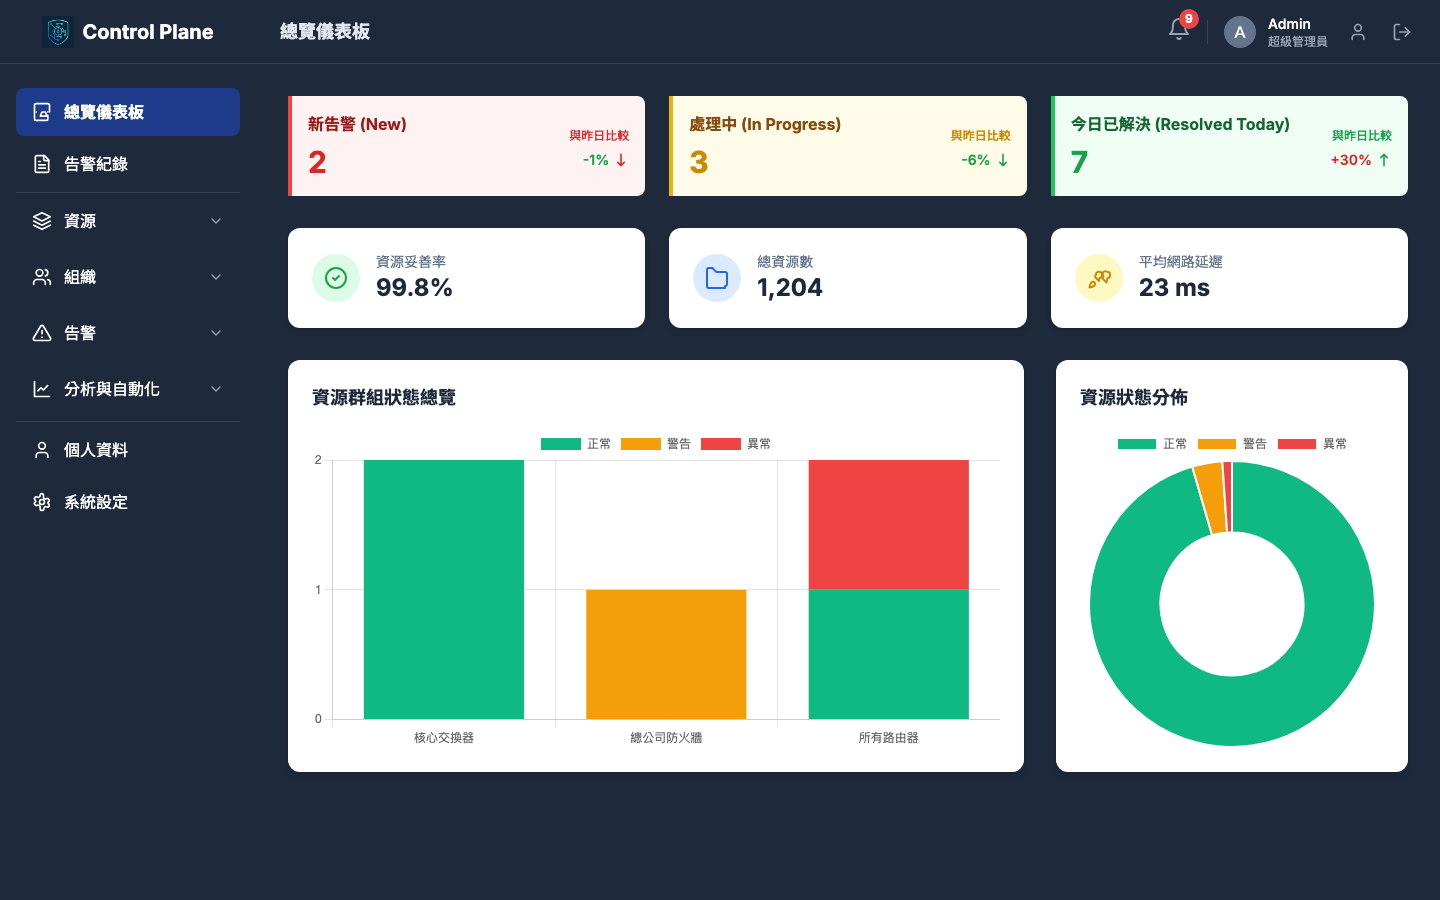 Control Plane
總覽儀表板
9
A
Admin
超級管理員
總覽儀表板
告警紀錄
資源
組織
告警
分析與自動化
個人資料
系統設定
新告警 (New)
2
與昨日比較
-1% ↓
處理中 (In Progress)
3
與昨日比較
-6% ↓
今日已解決 (Resolved Today)
7
與昨日比較
+30% ↑
資源妥善率
99.8%
總資源數
1,204
平均網路延遲
23 ms
資源群組狀態總覽
正常 警告 異常
2
1
0
核心交換器 總公司防火牆 所有路由器
資源狀態分佈
正常 警告 異常